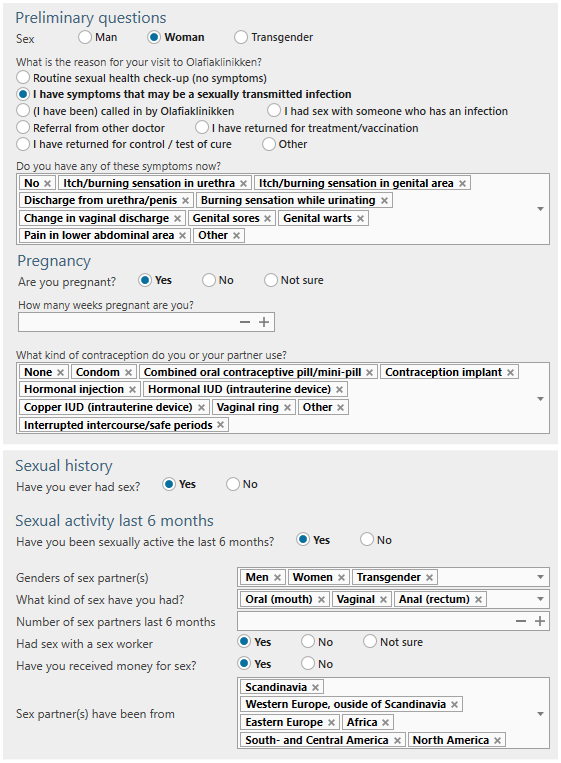 Preliminary questions
Sex Man Woman Transgender
What is the reason for your visit to Olafiaklinikken?
Routine sexual health check-up (no symptoms)
I have symptoms that may be a sexually transmitted infection
(I have been) called in by Olafiaklinikken I had sex with someone who has an infection
Referral from other doctor I have returned for treatment/vaccination
I have returned for control / test of cure Other
Do you have any of these symptoms now?
No × Itch/burning sensation in urethra × Itch/burning sensation in genital area ×
Discharge from urethra/penis × Burning sensation while urinating ×
Change in vaginal discharge × Genital sores × Genital warts ×
Pain in lower abdominal area × Other ×
Pregnancy
Are you pregnant? Yes No Not sure
How many weeks pregnant are you?
− +
What kind of contraception do you or your partner use?
None × Condom × Combined oral contraceptive pill/mini-pill × Contraception implant ×
Hormonal injection × Hormonal IUD (intrauterine device) ×
Copper IUD (intrauterine device) × Vaginal ring × Other ×
Interrupted intercourse/safe periods ×
Sexual history
Have you ever had sex? Yes No
Sexual activity last 6 months
Have you been sexually active the last 6 months? Yes No
Genders of sex partner(s) Men × Women × Transgender ×
What kind of sex have you had? Oral (mouth) × Vaginal × Anal (rectum) ×
Number of sex partners last 6 months − +
Had sex with a sex worker Yes No Not sure
Have you received money for sex? Yes No
Sex partner(s) have been from Scandinavia ×
Western Europe, ouside of Scandinavia ×
Eastern Europe × Africa ×
South- and Central America × North America ×